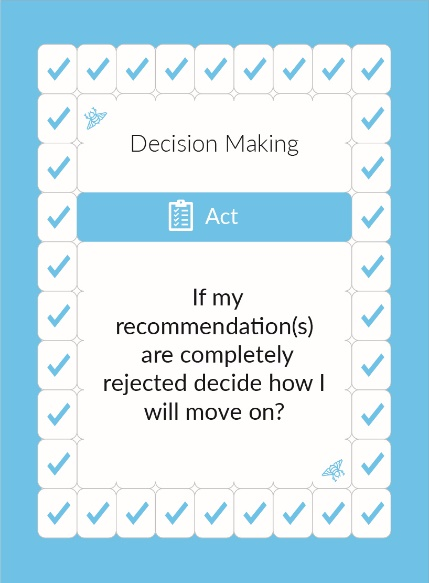 Decision Making
Act
If my
recommendation(s)
are completely
rejected decide how I
will move on?